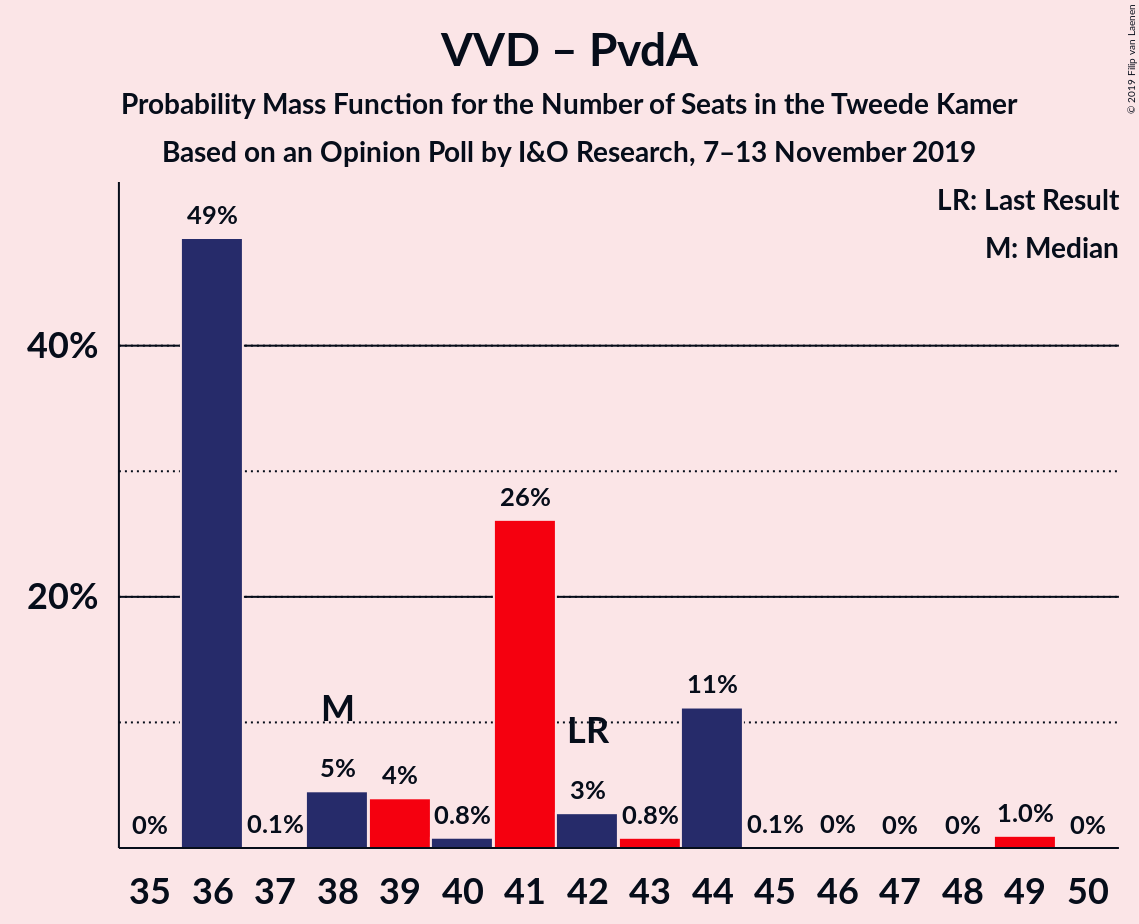 VVD – PvdA
Probability Mass Function for the Number of Seats in the Tweede Kamer
Based on an Opinion Poll by I&O Research, 7–13 November 2019
© 2019 Filip van Laenen
LR: Last Result
M: Median
40%
20%
0%
49%
0.1%
5%
4%
0.8%
26%
3%
0.8%
11%
0.1%
0%
0%
0%
1.0%
0%
M
LR
35 36 37 38 39 40 41 42 43 44 45 46 47 48 49 50